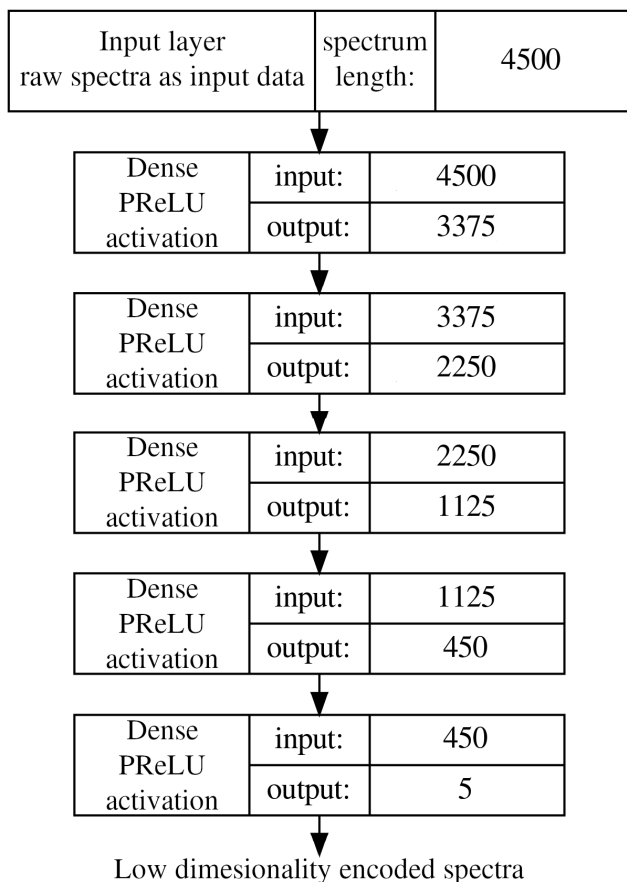 Input layer
raw spectra as input data
spectrum
length:
4500
Dense
PReLU
activation
input:
4500
output:
3375
Dense
PReLU
activation
input:
3375
output:
2250
Dense
PReLU
activation
input:
2250
output:
1125
Dense
PReLU
activation
input:
1125
output:
450
Dense
PReLU
activation
input:
450
output:
5
Low dimesionality encoded spectra